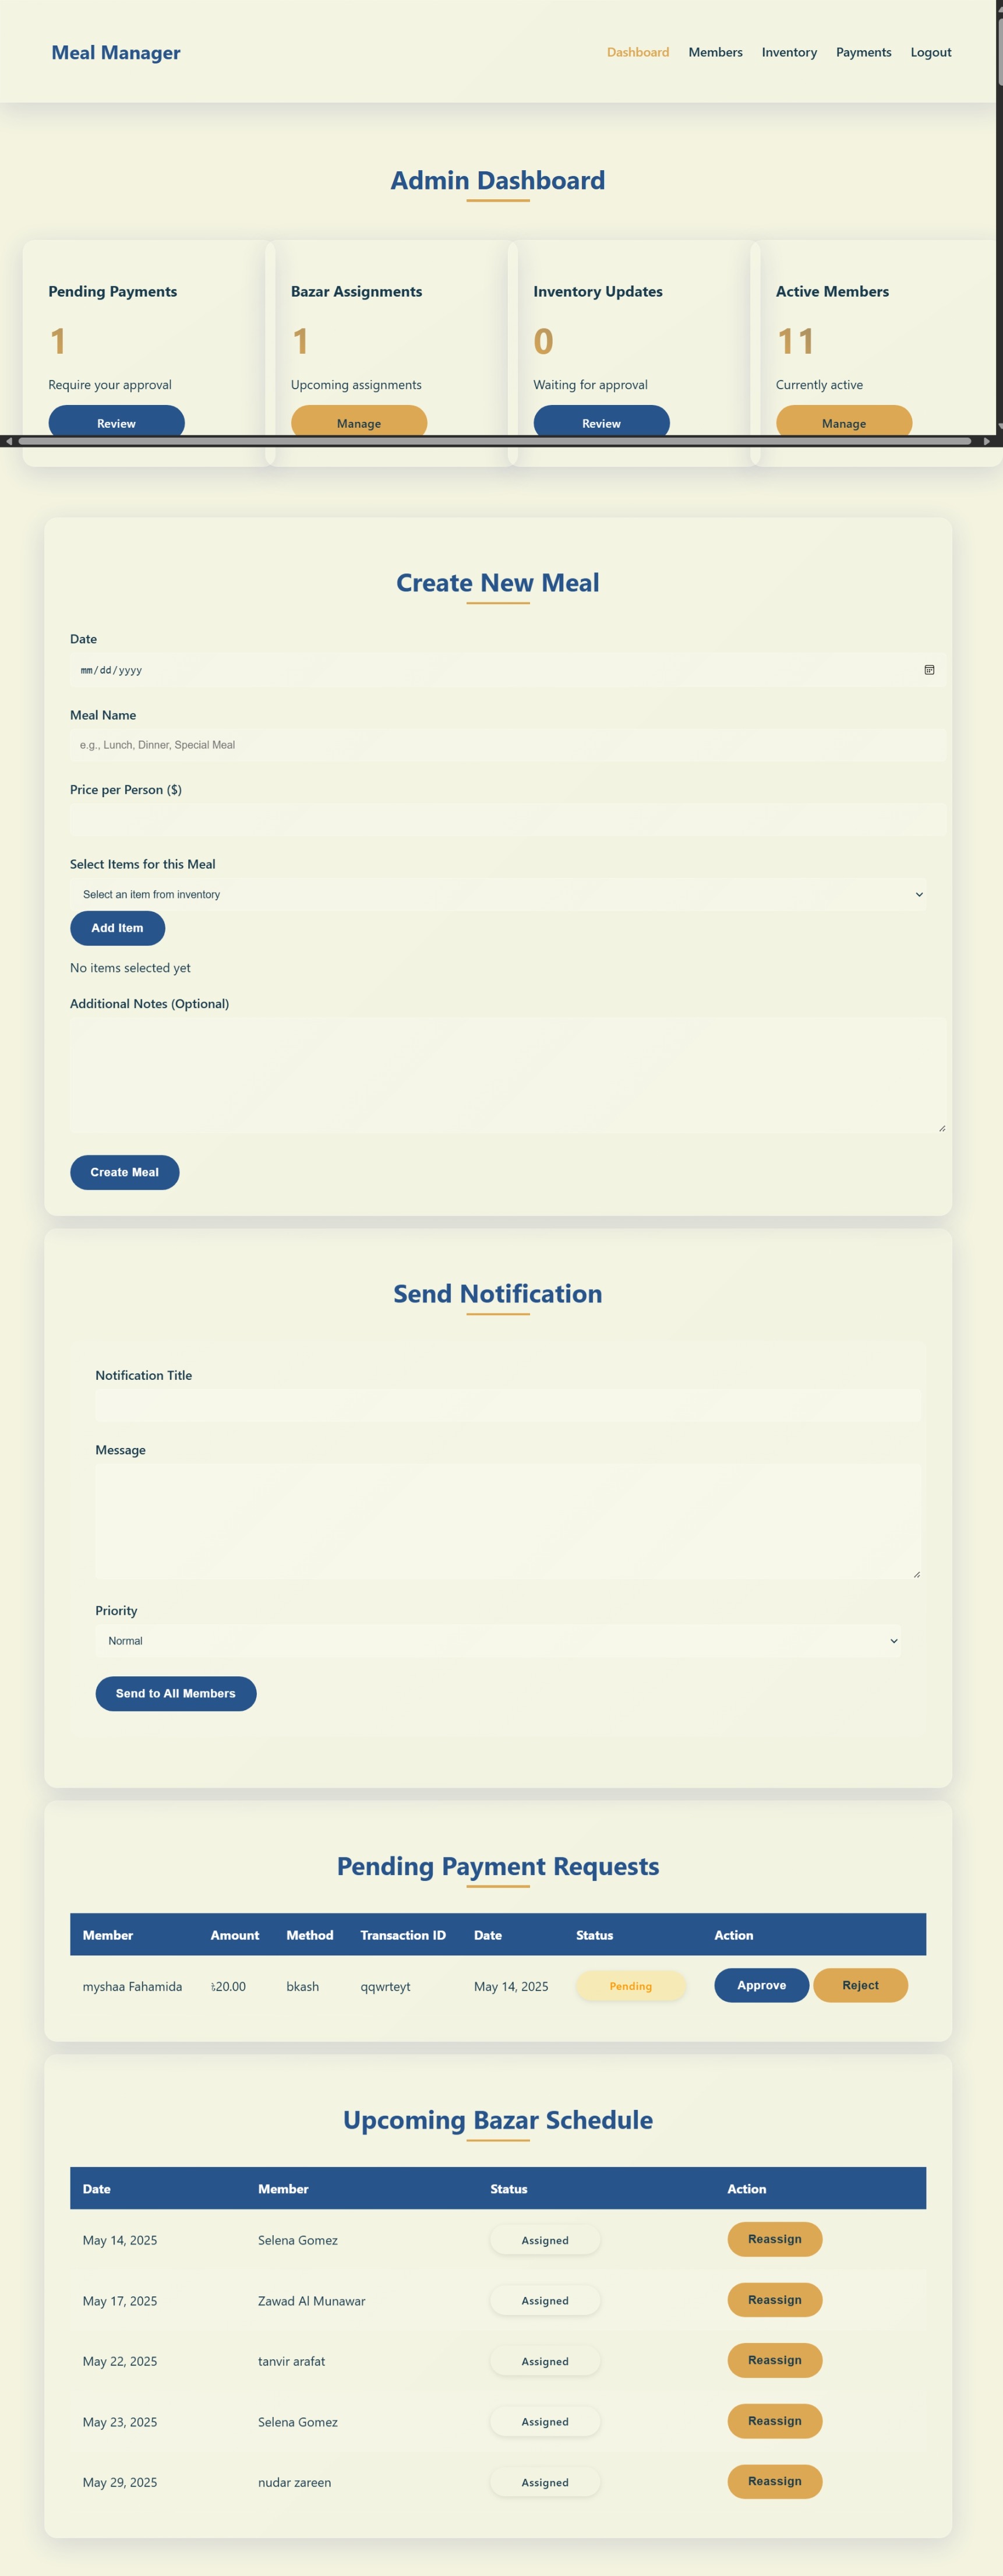 Meal Manager
Dashboard Members Inventory Payments Logout
Admin Dashboard
Pending Payments
1
Require your approval
Review
Bazar Assignments
1
Upcoming assignments
Manage
Inventory Updates
0
Waiting for approval
Review
Active Members
11
Currently active
Manage
Create New Meal
Date
mm/dd/yyyy
Meal Name
e.g., Lunch, Dinner, Special Meal
Price per Person ($)
Select Items for this Meal
Select an item from inventory
Add Item
No items selected yet
Additional Notes (Optional)
Create Meal
Send Notification
Notification Title
Message
Priority
Normal
Send to All Members
Pending Payment Requests
Member Amount Method Transaction ID Date Status Action
myshaa Fahamida ৳20.00 bkash qqwrteyt May 14, 2025 Pending Approve Reject
Upcoming Bazar Schedule
Date Member Status Action
May 14, 2025 Selena Gomez Assigned Reassign
May 17, 2025 Zawad Al Munawar Assigned Reassign
May 22, 2025 tanvir arafat Assigned Reassign
May 23, 2025 Selena Gomez Assigned Reassign
May 29, 2025 nudar zareen Assigned Reassign